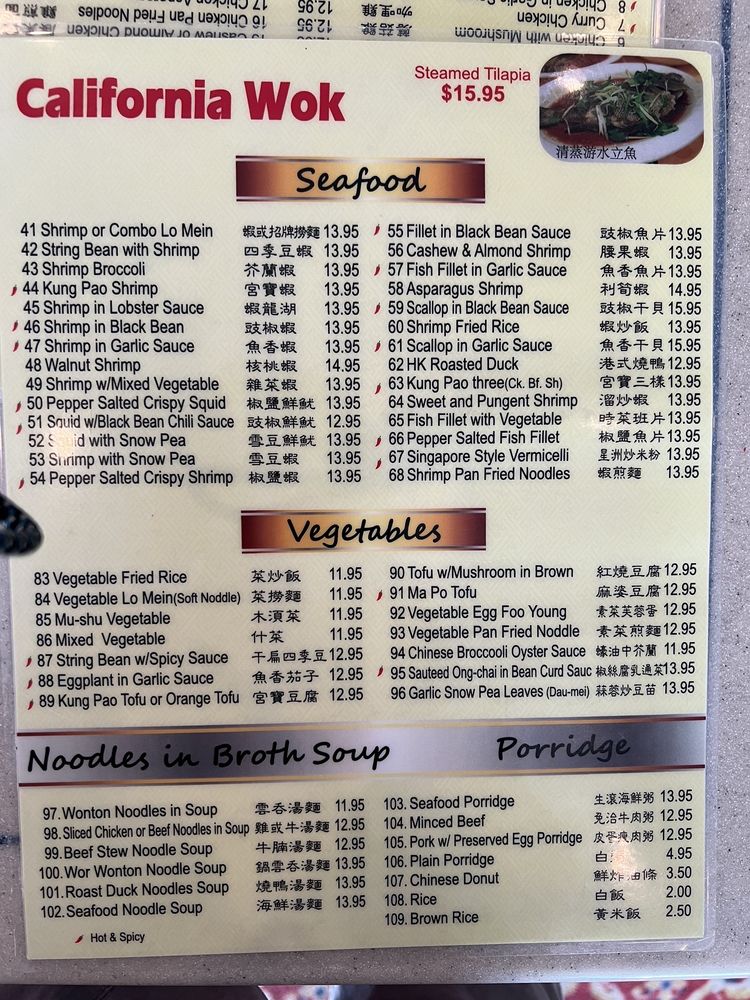 California Wok
Steamed Tilapia
$15.95
清蒸游水立魚
Seafood
41 Shrimp or Combo Lo Mein 蝦或招牌撈麵 13.95
42 String Bean with Shrimp 四季豆蝦 13.95
43 Shrimp Broccoli 芥蘭蝦 13.95
44 Kung Pao Shrimp 宮寶蝦 13.95
45 Shrimp in Lobster Sauce 蝦龍湖 13.95
46 Shrimp in Black Bean 豉椒蝦 13.95
47 Shrimp in Garlic Sauce 魚香蝦 13.95
48 Walnut Shrimp 核桃蝦 14.95
49 Shrimp w/Mixed Vegetable 雜菜蝦 13.95
50 Pepper Salted Crispy Squid 椒鹽鮮魷 13.95
51 Squid w/Black Bean Chili Sauce 豉椒鮮魷 12.95
52 Squid with Snow Pea 雪豆鮮魷 13.95
53 Shrimp with Snow Pea 雪豆蝦 13.95
54 Pepper Salted Crispy Shrimp 椒鹽蝦 13.95
55 Fillet in Black Bean Sauce 豉椒魚片 13.95
56 Cashew & Almond Shrimp 腰果蝦 13.95
57 Fish Fillet in Garlic Sauce 魚香魚片 13.95
58 Asparagus Shrimp 利筍蝦 14.95
59 Scallop in Black Bean Sauce 豉椒干貝 15.95
60 Shrimp Fried Rice 蝦炒飯 13.95
61 Scallop in Garlic Sauce 魚香干貝 15.95
62 HK Roasted Duck 港式燒鴨 12.95
63 Kung Pao three(Ck. Bf. Sh) 宮寶三樣 13.95
64 Sweet and Pungent Shrimp 溜炒蝦 13.95
65 Fish Fillet with Vegetable 時菜班片 13.95
66 Pepper Salted Fish Fillet 椒鹽魚片 13.95
67 Singapore Style Vermicelli 星洲炒米粉 13.95
68 Shrimp Pan Fried Noodles 蝦煎麵 13.95
Vegetables
83 Vegetable Fried Rice 菜炒飯 11.95
84 Vegetable Lo Mein(Soft Noddle) 菜撈麵 11.95
85 Mu-shu Vegetable 木須菜 11.95
86 Mixed Vegetable 什菜 11.95
87 String Bean w/Spicy Sauce 干扁四季豆 12.95
88 Eggplant in Garlic Sauce 魚香茄子 12.95
89 Kung Pao Tofu or Orange Tofu 宮寶豆腐 12.95
90 Tofu w/Mushroom in Brown 紅燒豆腐 12.95
91 Ma Po Tofu 麻婆豆腐 12.95
92 Vegetable Egg Foo Young 素菜芙蓉蛋 12.95
93 Vegetable Pan Fried Noddle 素菜煎麵 12.95
94 Chinese Broccooli Oyster Sauce 蠔油中芥蘭 11.95
95 Sauteed Ong-chai in Bean Curd Sauc 椒絲腐乳通菜 13.95
96 Garlic Snow Pea Leaves (Dau-mei) 蒜蓉炒豆苗 13.95
Noodles in Broth Soup
97. Wonton Noodles in Soup 雲吞湯麵 11.95
98. Sliced Chicken or Beef Noodles in Soup 雞或牛湯麵 12.95
99. Beef Stew Noodle Soup 牛腩湯麵 12.95
100. Wor Wonton Noodle Soup 鍋雲吞湯麵 13.95
101. Roast Duck Noodles Soup 燒鴨湯麵 13.95
102. Seafood Noodle Soup 海鮮湯麵 13.95
Porridge
103. Seafood Porridge 生滾海鮮粥 13.95
104. Minced Beef 免治牛肉粥 12.95
105. Pork w/ Preserved Egg Porridge 皮蛋瘦肉粥 12.95
106. Plain Porridge 白 4.95
107. Chinese Donut 鮮炸油條 3.50
108. Rice 白飯 2.00
109. Brown Rice 黃米飯 2.50
Hot & Spicy
6 Chicken with Mushroom 蘑菇雞
7 Curry Chicken 咖哩雞 12.95
17 Chicken Pan Fried Noodles
16 Cashew or Almond Chicken